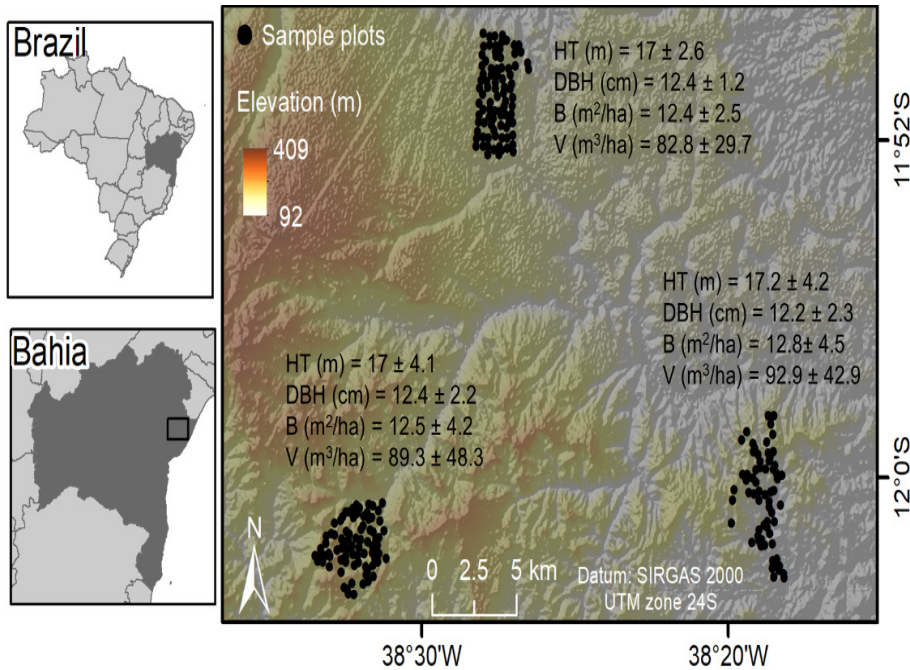 Brazil
Bahia
Sample plots
Elevation (m)
409
92
HT (m) = 17 ± 2.6
DBH (cm) = 12.4 ± 1.2
B (m²/ha) = 12.4 ± 2.5
V (m³/ha) = 82.8 ± 29.7
HT (m) = 17.2 ± 4.2
DBH (cm) = 12.2 ± 2.3
B (m²/ha) = 12.8± 4.5
V (m³/ha) = 92.9 ± 42.9
HT (m) = 17 ± 4.1
DBH (cm) = 12.4 ± 2.2
B (m²/ha) = 12.5 ± 4.2
V (m³/ha) = 89.3 ± 48.3
N
0 2.5 5 km
Datum: SIRGAS 2000
UTM zone 24S
11°52'S
12°0'S
38°30'W
38°20'W